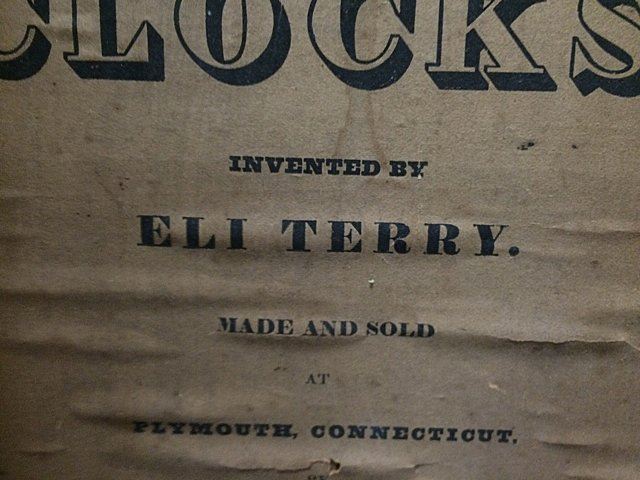 CLOCKS
INVENTED BY
ELI TERRY.
MADE AND SOLD
AT
PLYMOUTH, CONNECTICUT,